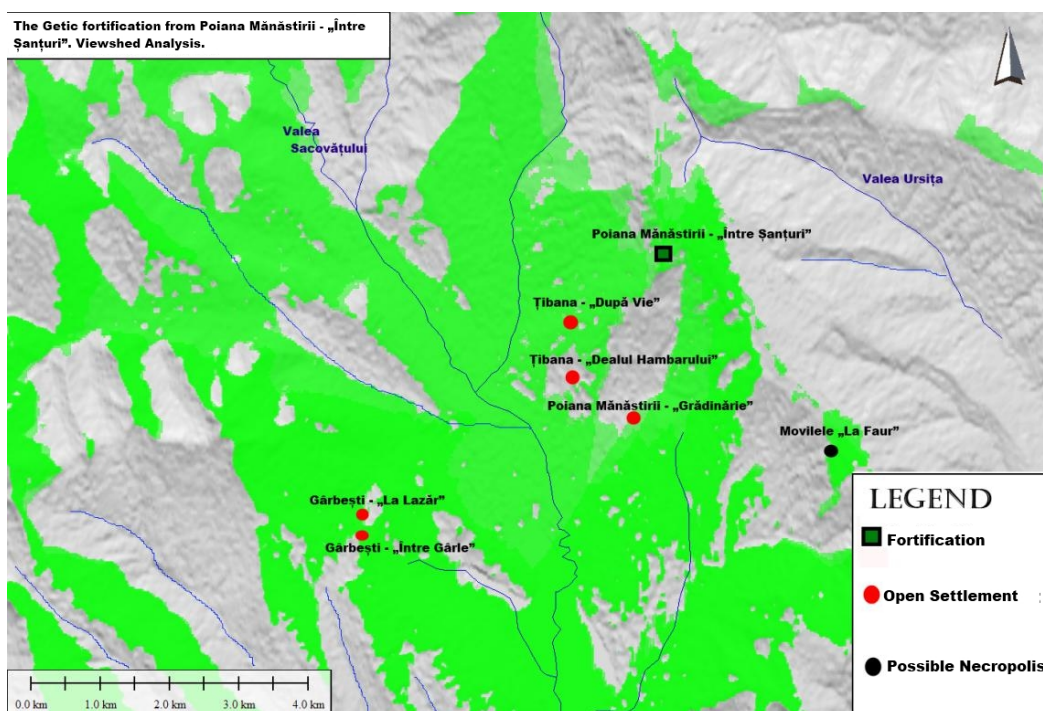 The Getic fortification from Poiana Mănăstirii - „Între
Șanțuri”. Viewshed Analysis.
Valea
Sacovățului
Valea Ursița
Poiana Mănăstirii - „Între Șanțuri”
Țibana - „După Vie”
Țibana - „Dealul Hambarului”
Poiana Mănăstirii - „Grădinărie”
Movilele „La Faur”
Gârbești - „La Lazăr”
Gârbești - „Între Gârle”
LEGEND
Fortification
Open Settlement
:
Possible Necropolis
0.0 km 1.0 km 2.0 km 3.0 km 4.0 km